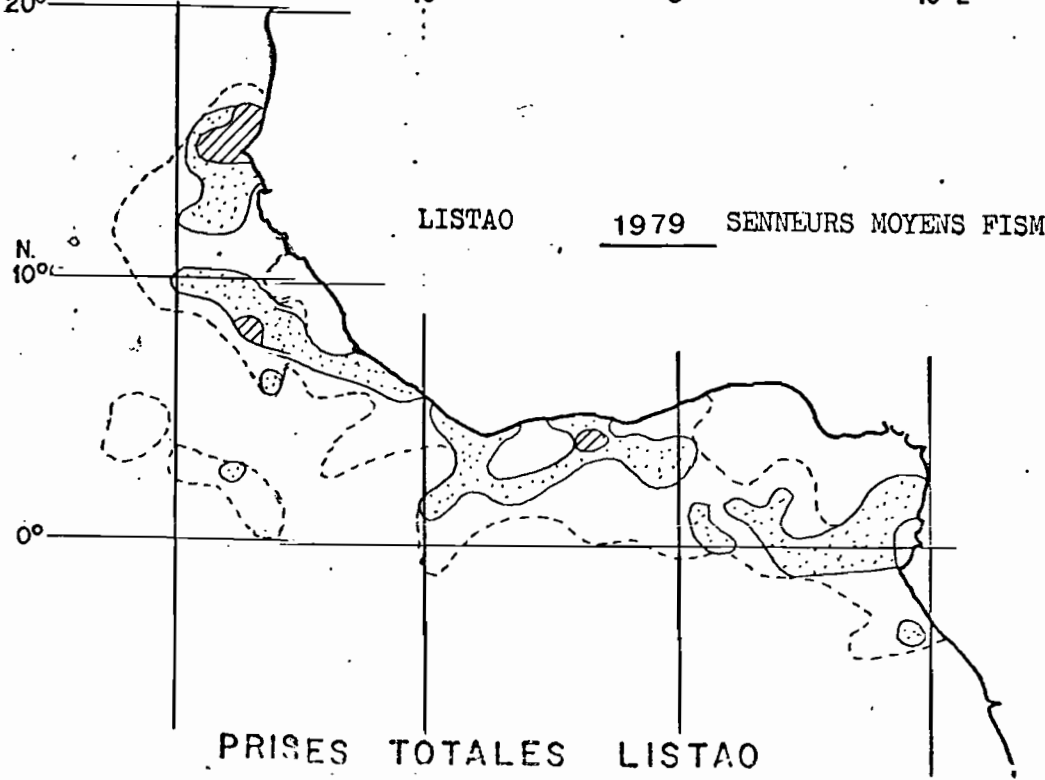 20°
LISTAO 1979 SENNEURS MOYENS FISM
N.
10°
0°
PRISES TOTALES LISTAO